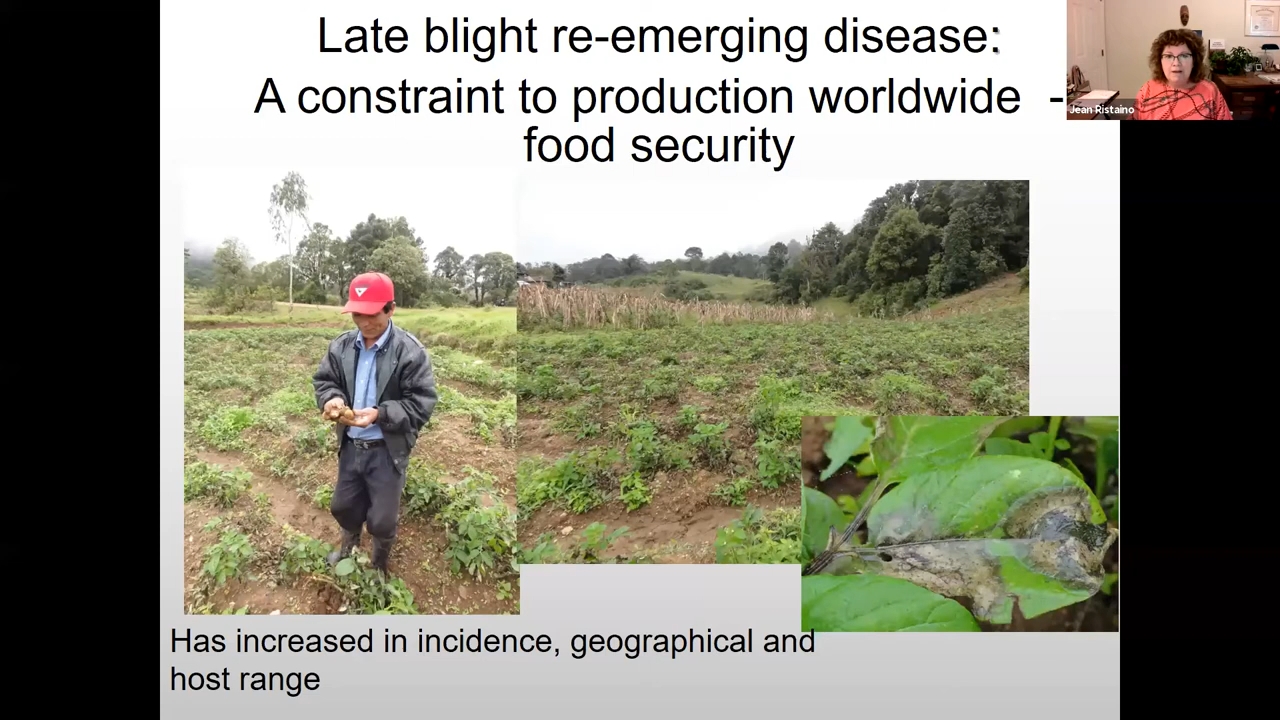 Late blight re-emerging disease:
A constraint to production worldwide -
food security
Jean Ristaino
Has increased in incidence, geographical and
host range